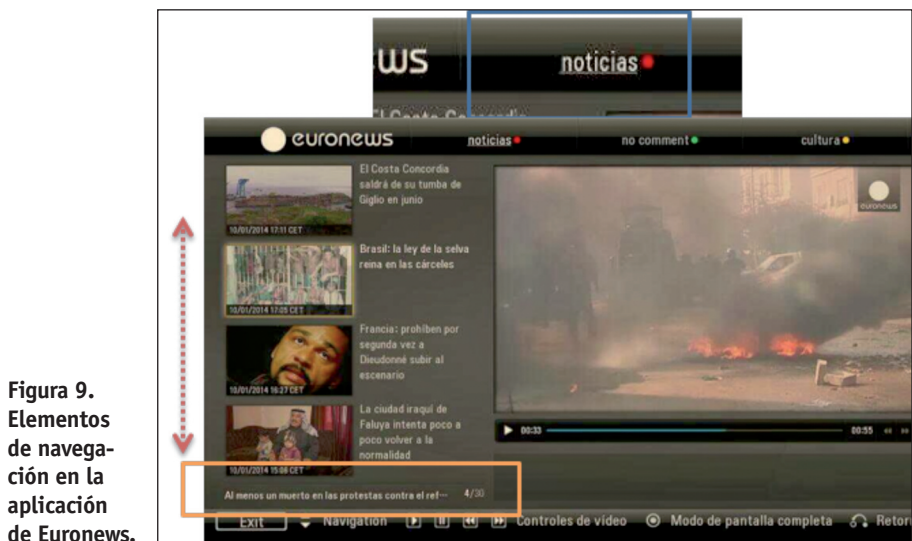 ws
noticias
El Costa Concordia
euronews
noticias
no comment
cultura
El Costa Concordia
saldrá de su tumba de
Giglio en junio
10/01/2014 17:11 CET
Brasil: la ley de la selva
reina en las cárceles
10/01/2014 17:05 CET
Francia: prohíben por
segunda vez a
Dieudonné subir al
escenario
10/01/2014 16:27 CET
La ciudad iraquí de
Faluya intenta poco a
poco volver a la
normalidad
10/01/2014 15:08 CET
euronews
00:33
00:55
Al menos un muerto en las protestas contra el ref··· 4/30
Exit Navigation Controles de vídeo Modo de pantalla completa Retor
Figura 9.
Elementos
de navega-
ción en la
aplicación
de Euronews.